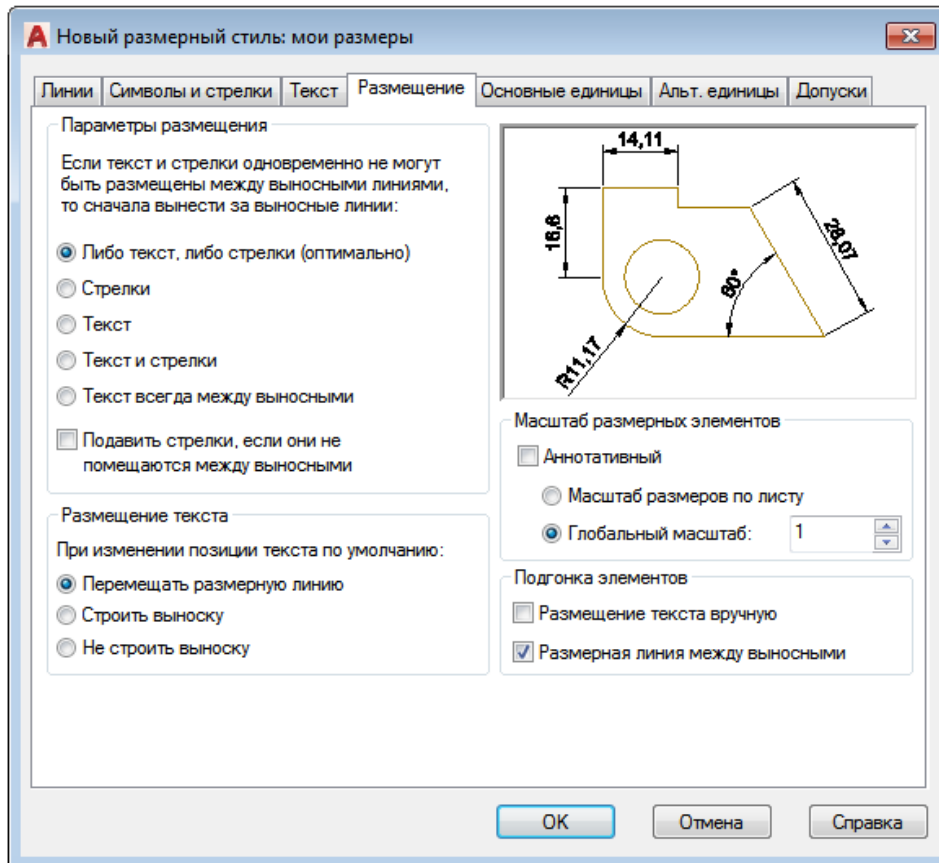 Новый размерный стиль: мои размеры
Линии Символы и стрелки Текст Размещение Основные единицы Альт. единицы Допуски
Параметры размещения
Если текст и стрелки одновременно не могут
быть размещены между выносными линиями,
то сначала вынести за выносные линии:
Либо текст, либо стрелки (оптимально)
Стрелки
Текст
Текст и стрелки
Текст всегда между выносными
Подавить стрелки, если они не
помещаются между выносными
Размещение текста
При изменении позиции текста по умолчанию:
Перемещать размерную линию
Строить выноску
Не строить выноску
14,11
16,6
28,07
60°
R11,17
Масштаб размерных элементов
Аннотативный
Масштаб размеров по листу
Глобальный масштаб: 1
Подгонка элементов
Размещение текста вручную
Размерная линия между выносными
OK Отмена Справка